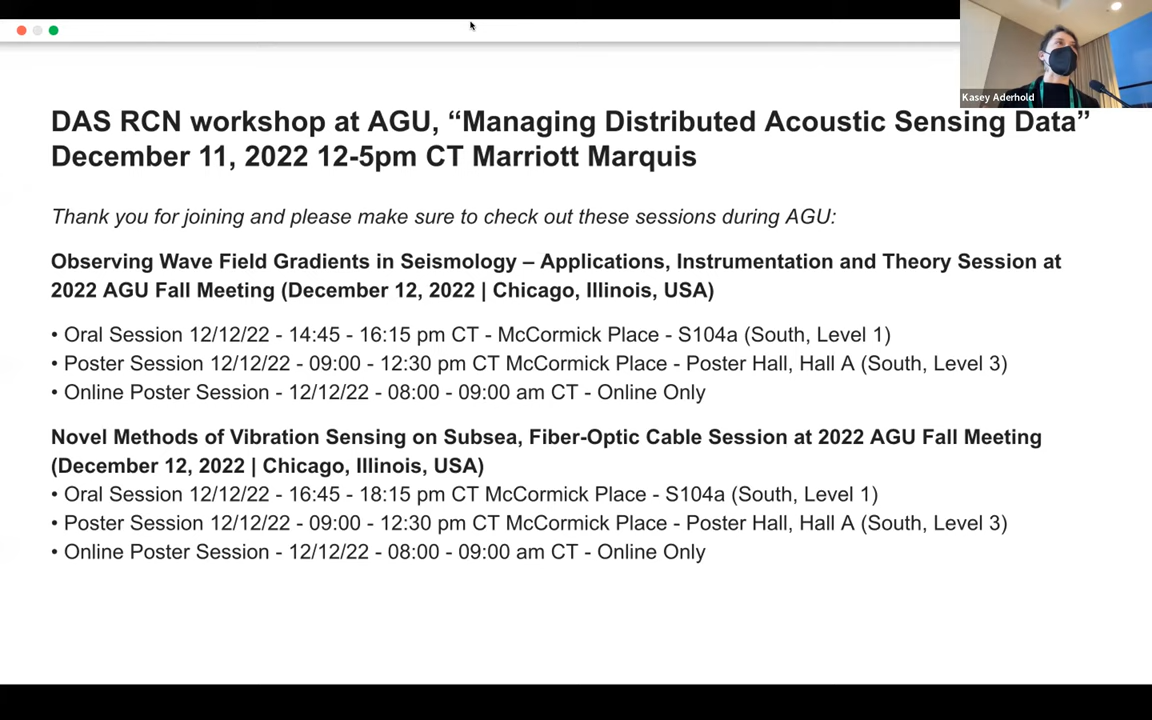 Kasey Aderhold
DAS RCN workshop at AGU, “Managing Distributed Acoustic Sensing Data”
December 11, 2022 12-5pm CT Marriott Marquis
Thank you for joining and please make sure to check out these sessions during AGU:
Observing Wave Field Gradients in Seismology – Applications, Instrumentation and Theory Session at
2022 AGU Fall Meeting (December 12, 2022 | Chicago, Illinois, USA)
• Oral Session 12/12/22 - 14:45 - 16:15 pm CT - McCormick Place - S104a (South, Level 1)
• Poster Session 12/12/22 - 09:00 - 12:30 pm CT McCormick Place - Poster Hall, Hall A (South, Level 3)
• Online Poster Session - 12/12/22 - 08:00 - 09:00 am CT - Online Only
Novel Methods of Vibration Sensing on Subsea, Fiber-Optic Cable Session at 2022 AGU Fall Meeting
(December 12, 2022 | Chicago, Illinois, USA)
• Oral Session 12/12/22 - 16:45 - 18:15 pm CT McCormick Place - S104a (South, Level 1)
• Poster Session 12/12/22 - 09:00 - 12:30 pm CT McCormick Place - Poster Hall, Hall A (South, Level 3)
• Online Poster Session - 12/12/22 - 08:00 - 09:00 am CT - Online Only